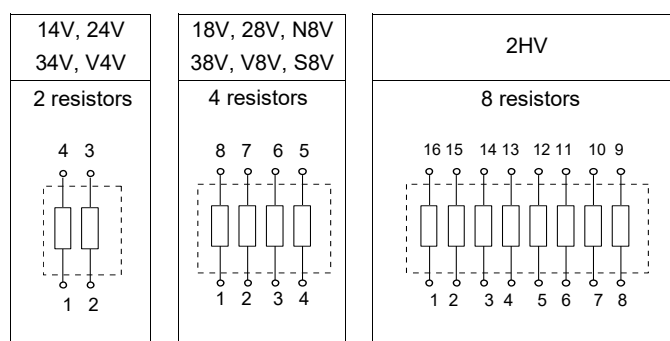 14V, 24V
34V, V4V
2 resistors
4 3
1 2
18V, 28V, N8V
38V, V8V, S8V
4 resistors
8 7 6 5
1 2 3 4
2HV
8 resistors
16 15 14 13 12 11 10 9
1 2 3 4 5 6 7 8